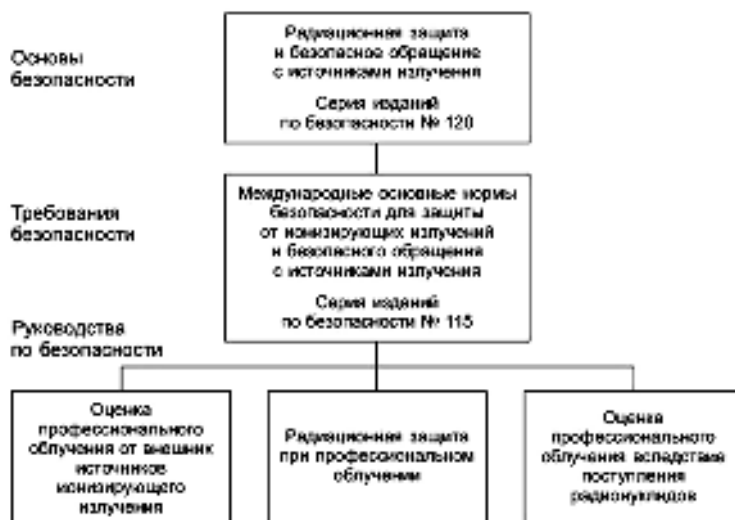 Основы
безопасности
Радиационная защита
и безопасное обращение
с источниками излучения
Серия изданий
по безопасности № 120
Требования
безопасности
Международные основные нормы
безопасности для защиты
от ионизирующих излучений
и безопасного обращения
с источниками излучения
Серия изданий
по безопасности № 115
Руководства
по безопасности
Оценка
профессионального
облучения от внешних
источников
ионизирующего
излучения
Радиационная защита
при профессиональном
облучении
Оценка
профессионального
облучения вследствие
поступления
радионуклидов